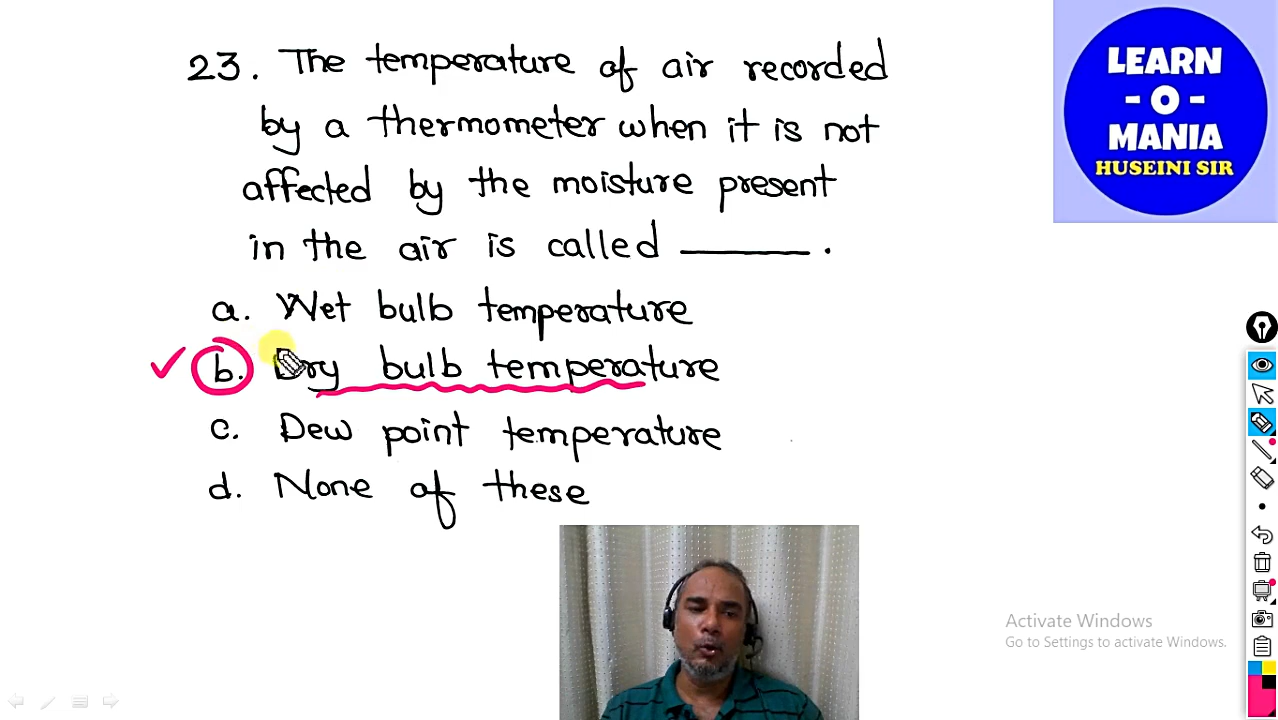 23. The temperature of air recorded
by a thermometer when it is not
affected by the moisture present
in the air is called ______.
a. Wet bulb temperature
b. Dry bulb temperature
c. Dew point temperature
d. None of these
LEARN
- O -
MANIA
HUSEINI SIR
Activate Windows
Go to Settings to activate Windows.